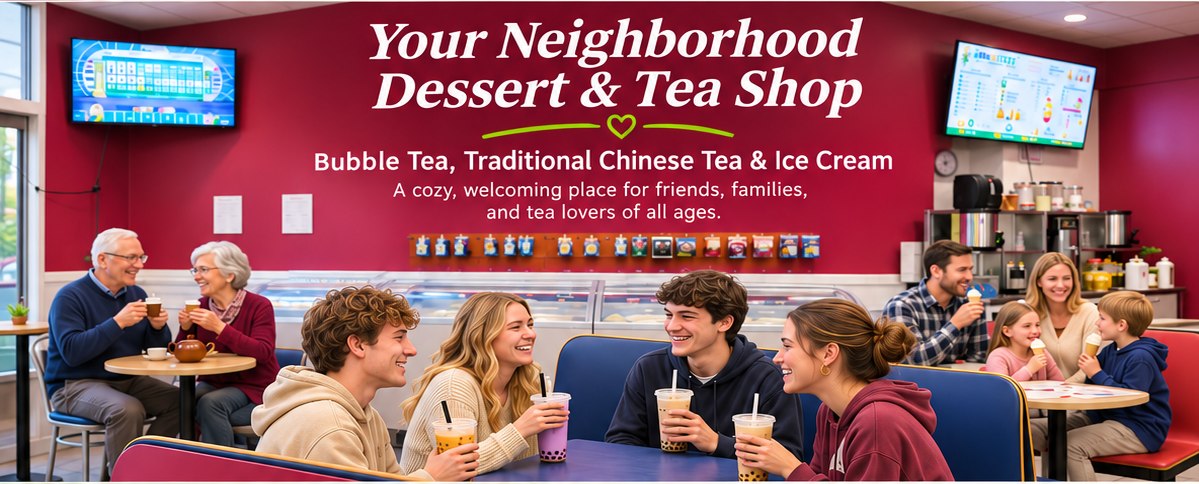 Your Neighborhood
Dessert & Tea Shop
Bubble Tea, Traditional Chinese Tea & Ice Cream
A cozy, welcoming place for friends, families,
and tea lovers of all ages.